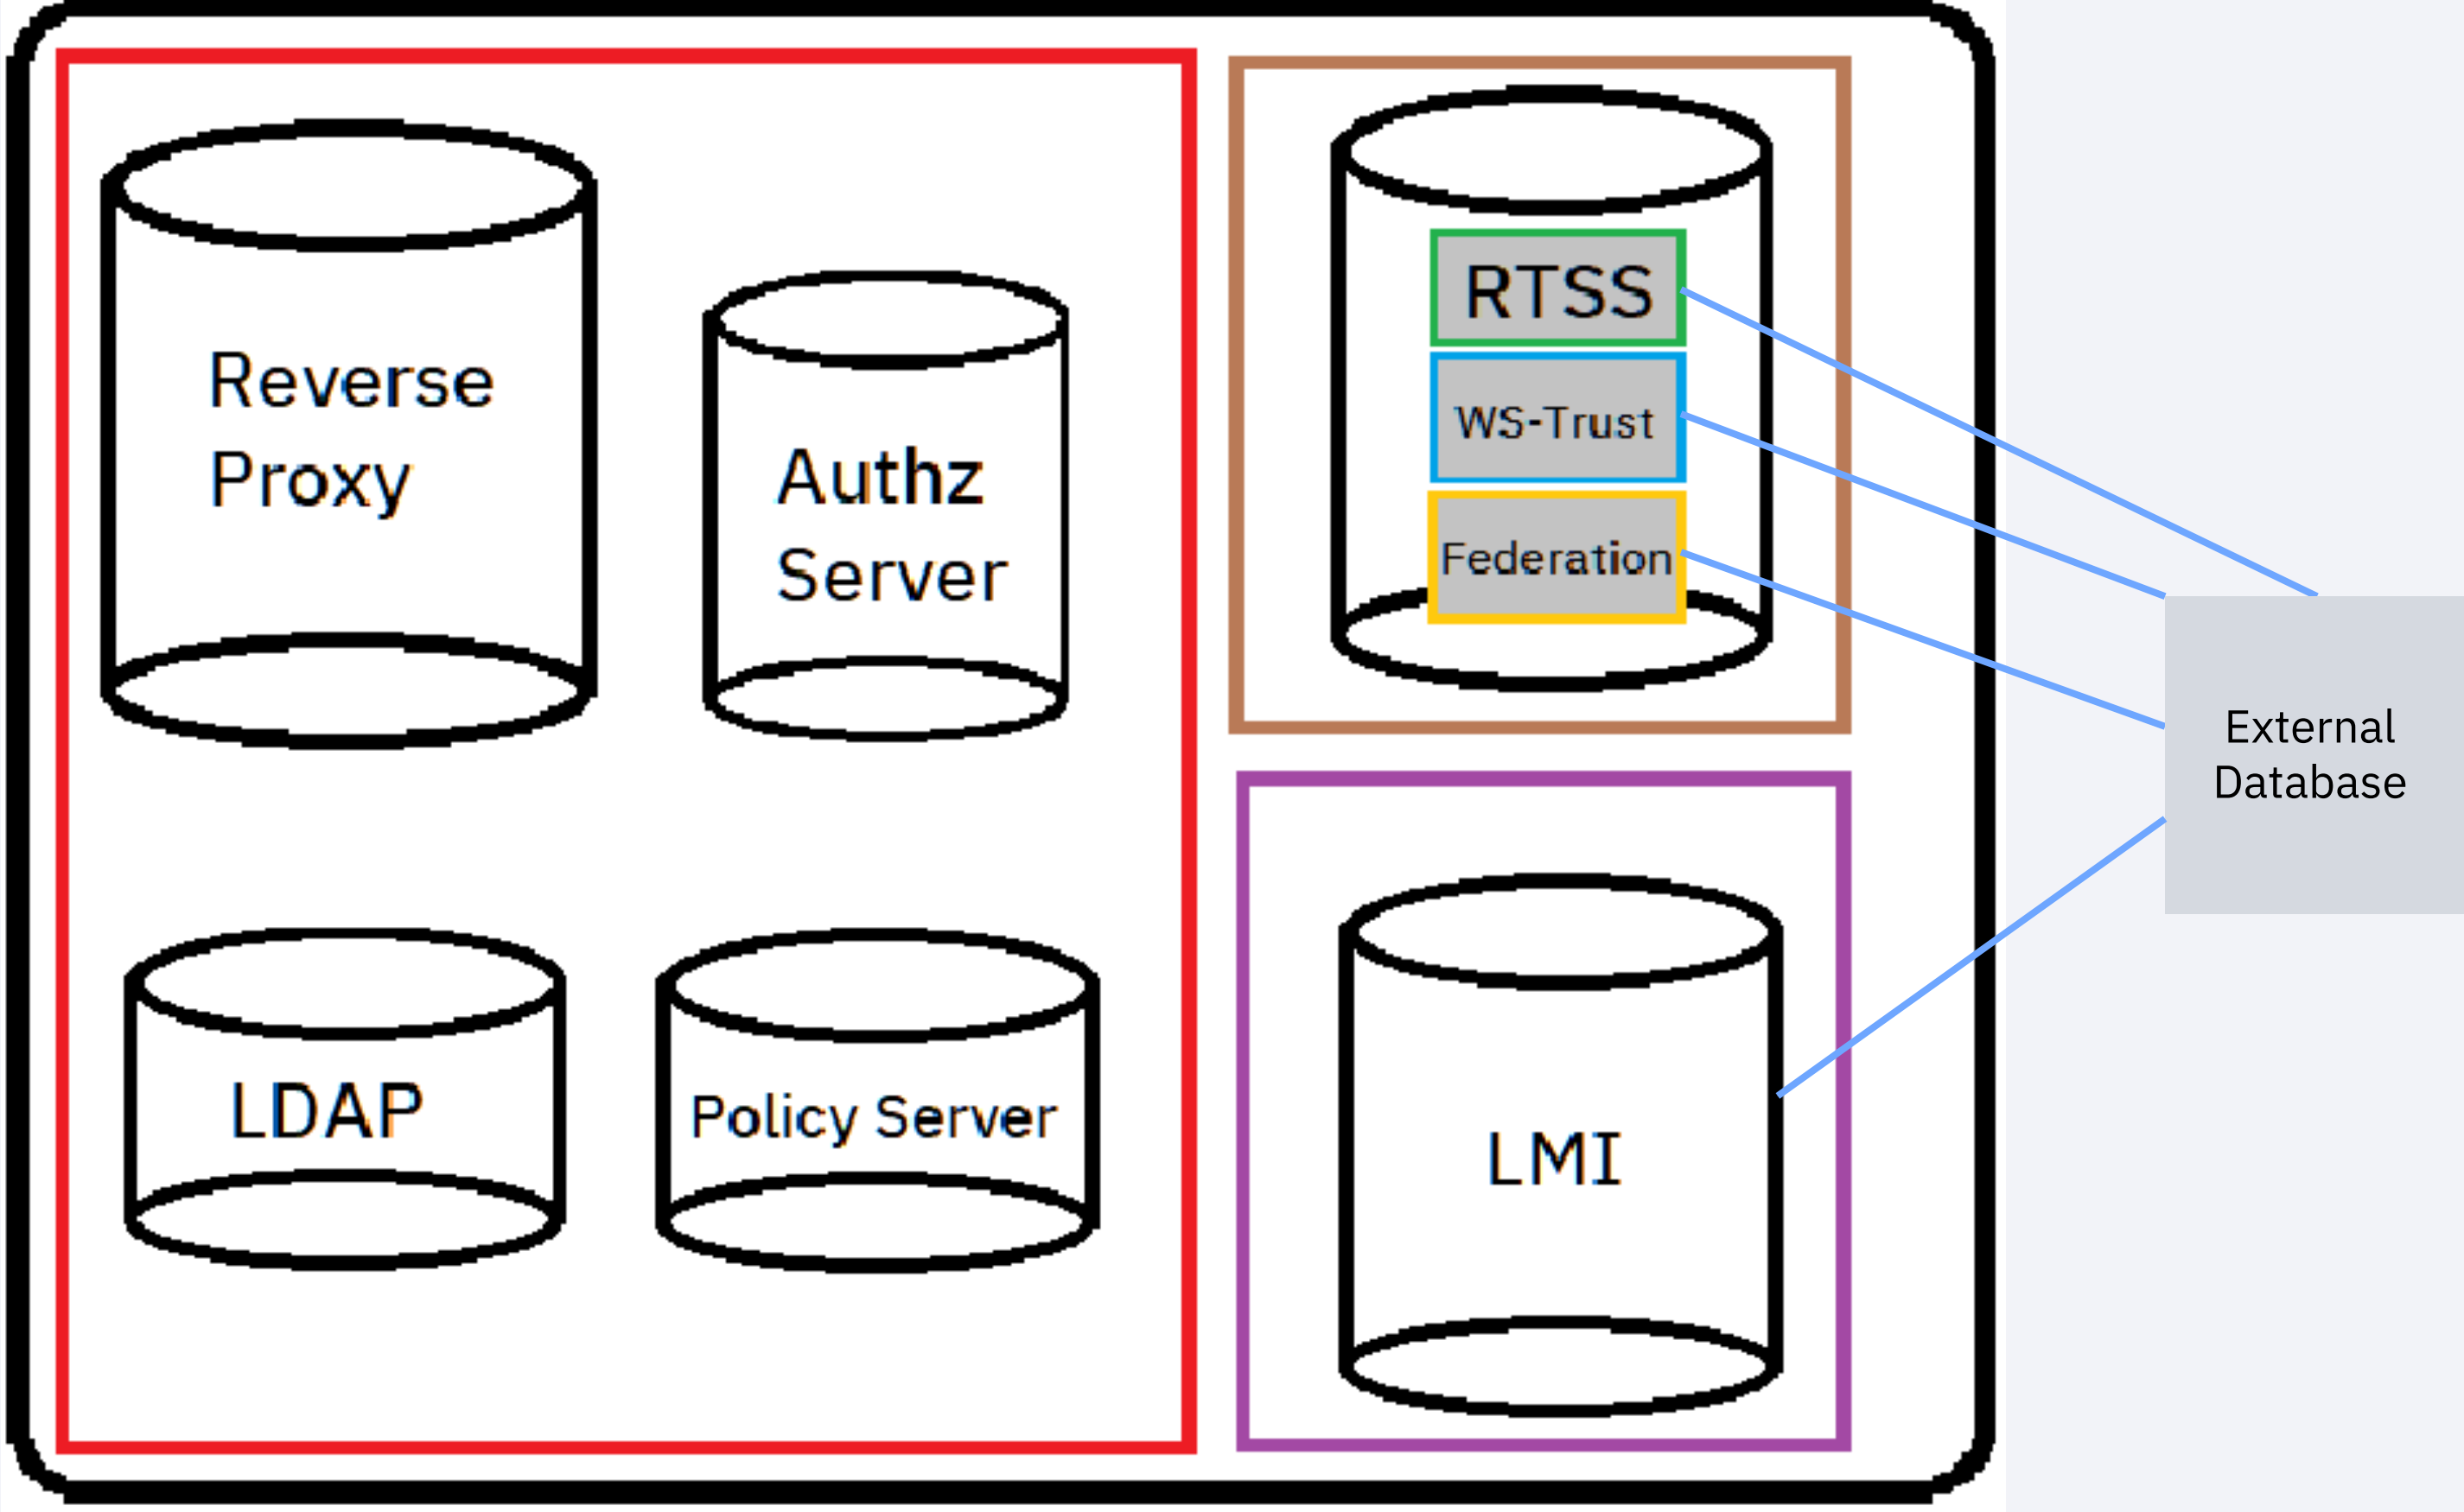 Reverse
Proxy
Authz
Server
LDAP
Policy Server
RTSS
WS-Trust
Federation
LMI
External
Database